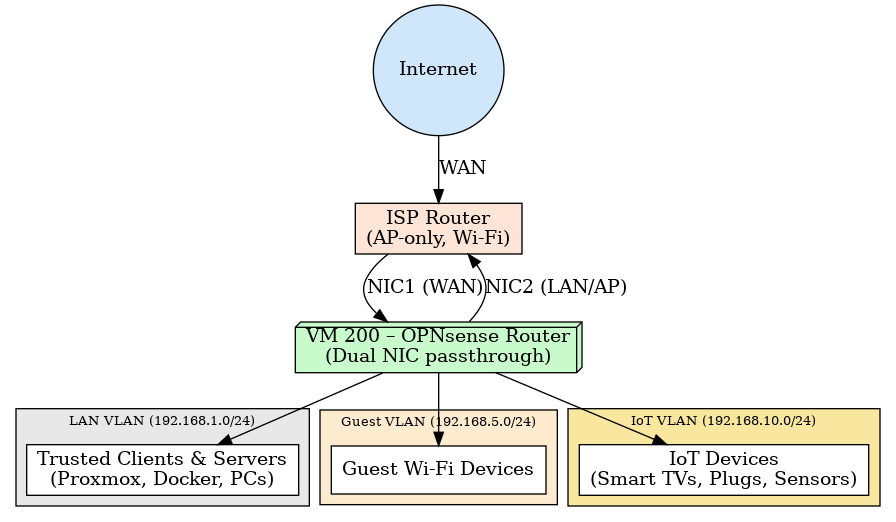 Internet
WAN
ISP Router
(AP-only, Wi-Fi)
NIC1 (WAN)
NIC2 (LAN/AP)
VM 200 – OPNsense Router
(Dual NIC passthrough)
LAN VLAN (192.168.1.0/24)
Guest VLAN (192.168.5.0/24)
IoT VLAN (192.168.10.0/24)
Trusted Clients & Servers
(Proxmox, Docker, PCs)
Guest Wi-Fi Devices
IoT Devices
(Smart TVs, Plugs, Sensors)